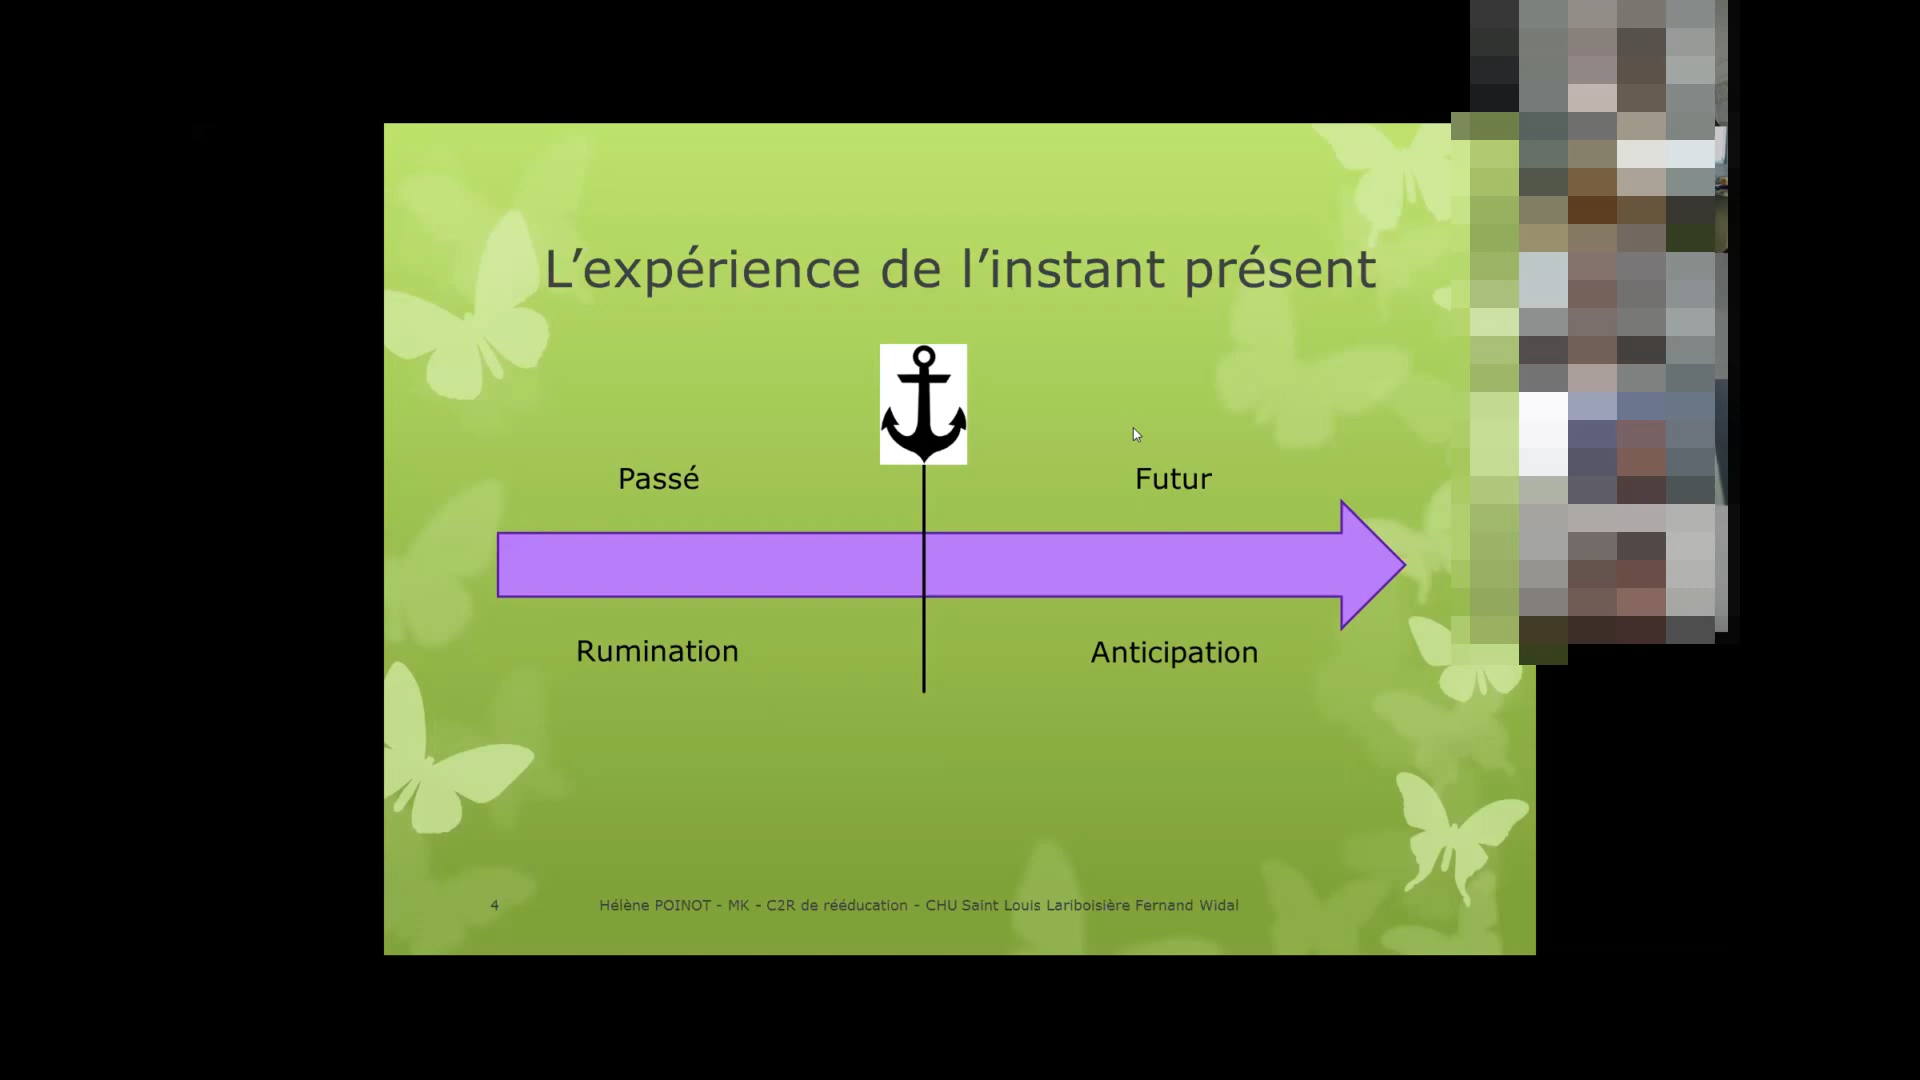 L’expérience de l’instant présent
Passé
Futur
Rumination
Anticipation
4
Hélène POINOT - MK - C2R de rééducation - CHU Saint Louis Lariboisière Fernand Widal